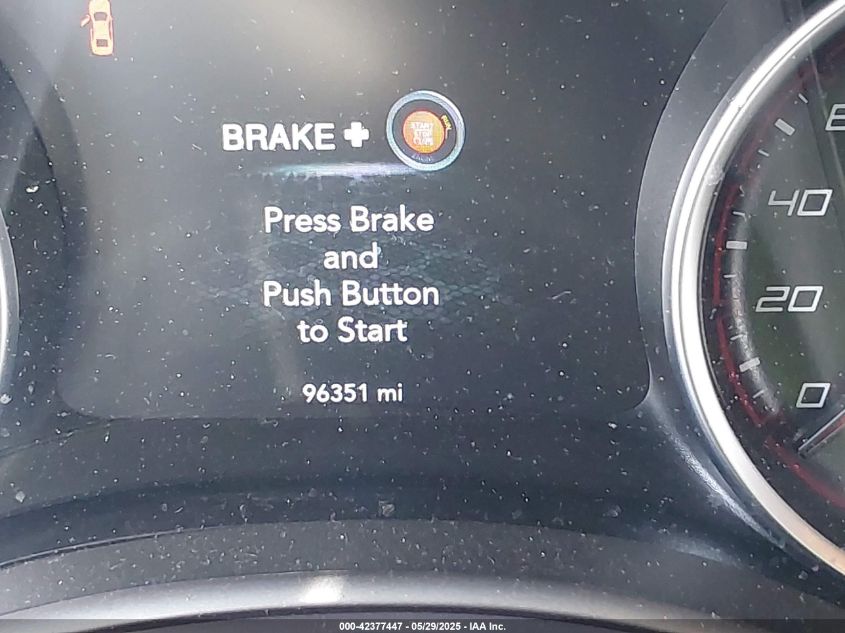 BRAKE +
START
STOP
RUN
Press Brake
and
Push Button
to Start
96351 mi
40
20
0
000-42377447 - 05/29/2025 - IAA Inc.